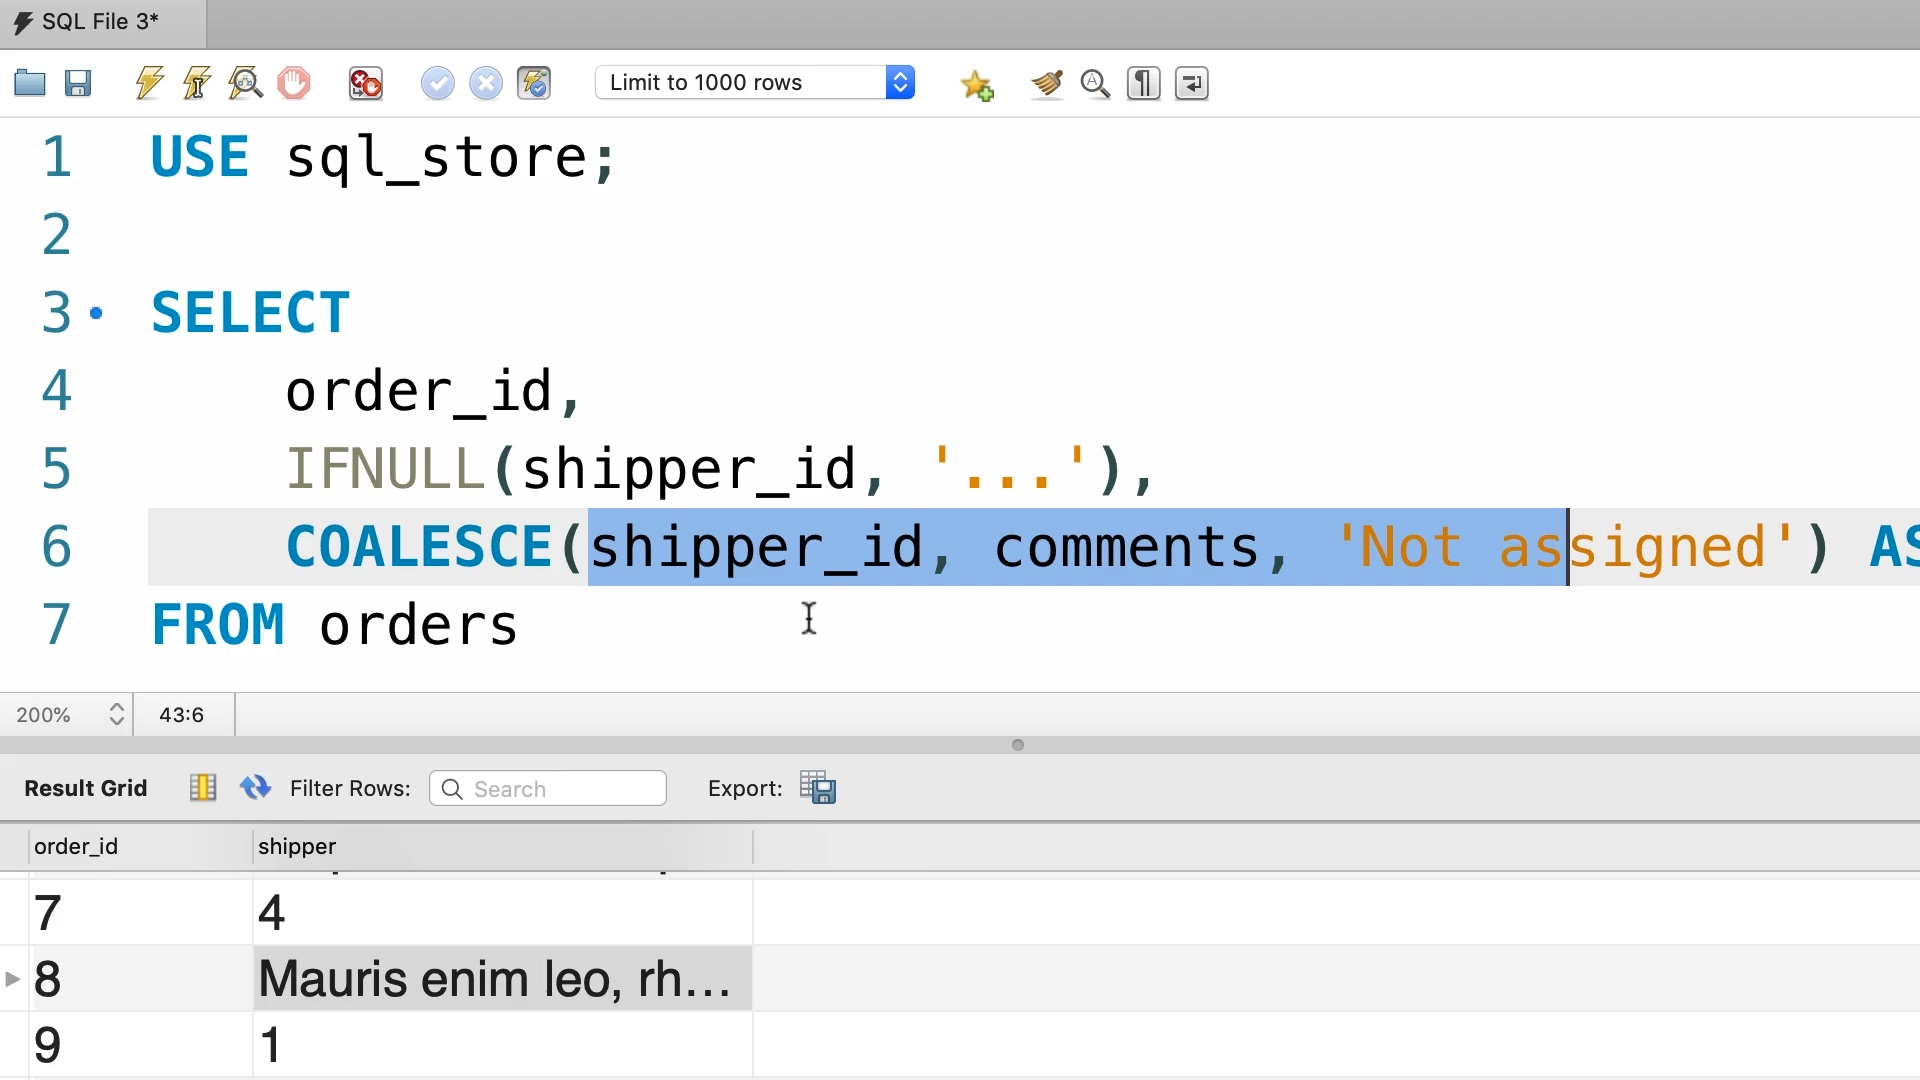 SQL File 3*
Limit to 1000 rows
1 USE sql_store;
2
3 SELECT
4 order_id,
5 IFNULL(shipper_id, '...'),
6 COALESCE(shipper_id, comments, 'Not assigned') AS
7 FROM orders
200% 43:6
Result Grid Filter Rows: Search Export:
order_id shipper
7 4
8 Mauris enim leo, rh...
9 1